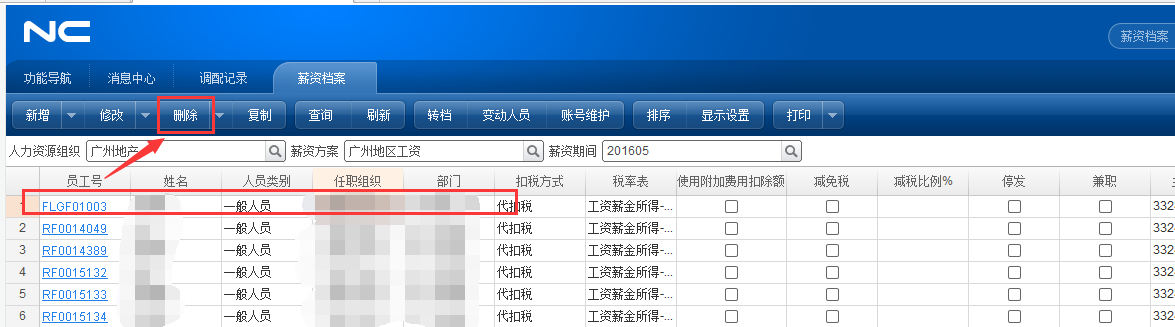 NC
薪资档案
功能导航 消息中心 调配记录 薪资档案
新增 修改 删除 复制 查询 刷新 转档 变动人员 账号维护 排序 显示设置 打印
人力资源组织 广州地产 薪资方案 广州地区工资 薪资期间 201605
员工号 姓名 人员类别 任职组织 部门 扣税方式 税率表 使用附加费用扣除额 减免税 减税比例% 停发 兼职
1 FLGF01003 一般人员 代扣税 工资薪金所得-... 332
2 RF0014049 一般人员 代扣税 工资薪金所得-... 332
3 RF0014389 一般人员 代扣税 工资薪金所得-... 332
4 RF0015132 一般人员 代扣税 工资薪金所得-... 332
5 RF0015133 一般人员 代扣税 工资薪金所得-... 332
6 RF0015134 一般人员 代扣税 工资薪金所得-... 332